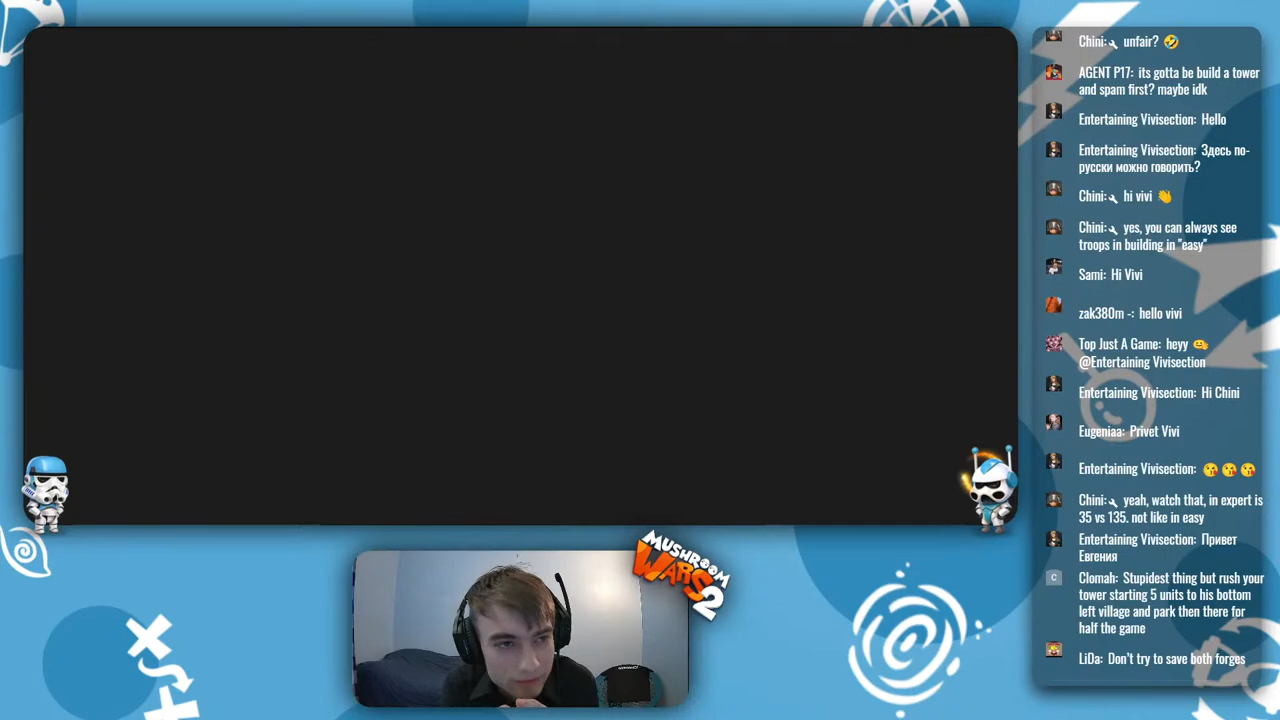 Chini: unfair? 🤣
AGENT P17: its gotta be build a tower
and spam first? maybe idk
Entertaining Vivisection: Hello
Entertaining Vivisection: Здесь по-
русски можно говорить?
Chini: hi vivi 👏
Chini: yes, you can always see
troops in building in "easy"
Sami: Hi Vivi
zak380m -: hello vivi
Top Just A Game: heyy 🫠
@Entertaining Vivisection
Entertaining Vivisection: Hi Chini
Eugeniaa: Privet Vivi
Entertaining Vivisection: 😘😘😘
Chini: yeah, watch that, in expert is
35 vs 135. not like in easy
Entertaining Vivisection: Привет
Евгения
C
Clomah: Stupidest thing but rush your
tower starting 5 units to his bottom
left village and park then there for
half the game
LiDa: Don't try to save both forges
MUSHROOM
WARS
2